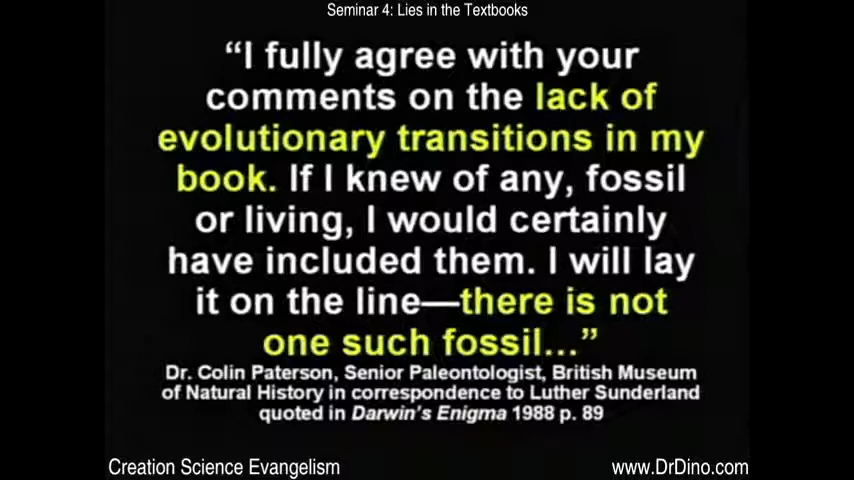 Seminar 4: Lies in the Textbooks
“I fully agree with your
comments on the lack of
evolutionary transitions in my
book. If I knew of any, fossil
or living, I would certainly
have included them. I will lay
it on the line—there is not
one such fossil...”
Dr. Colin Paterson, Senior Paleontologist, British Museum
of Natural History in correspondence to Luther Sunderland
quoted in Darwin's Enigma 1988 p. 89
Creation Science Evangelism
www.DrDino.com